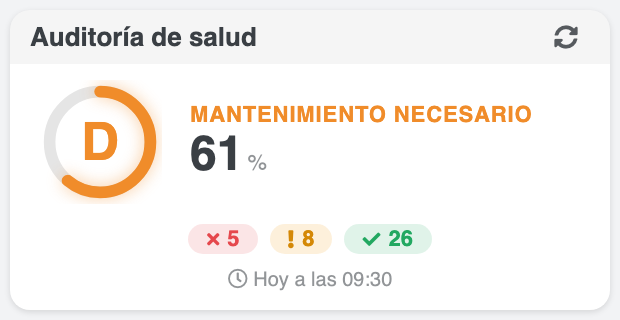 Auditoría de salud
D
MANTENIMIENTO NECESARIO
61 %
5
8
26
Hoy a las 09:30